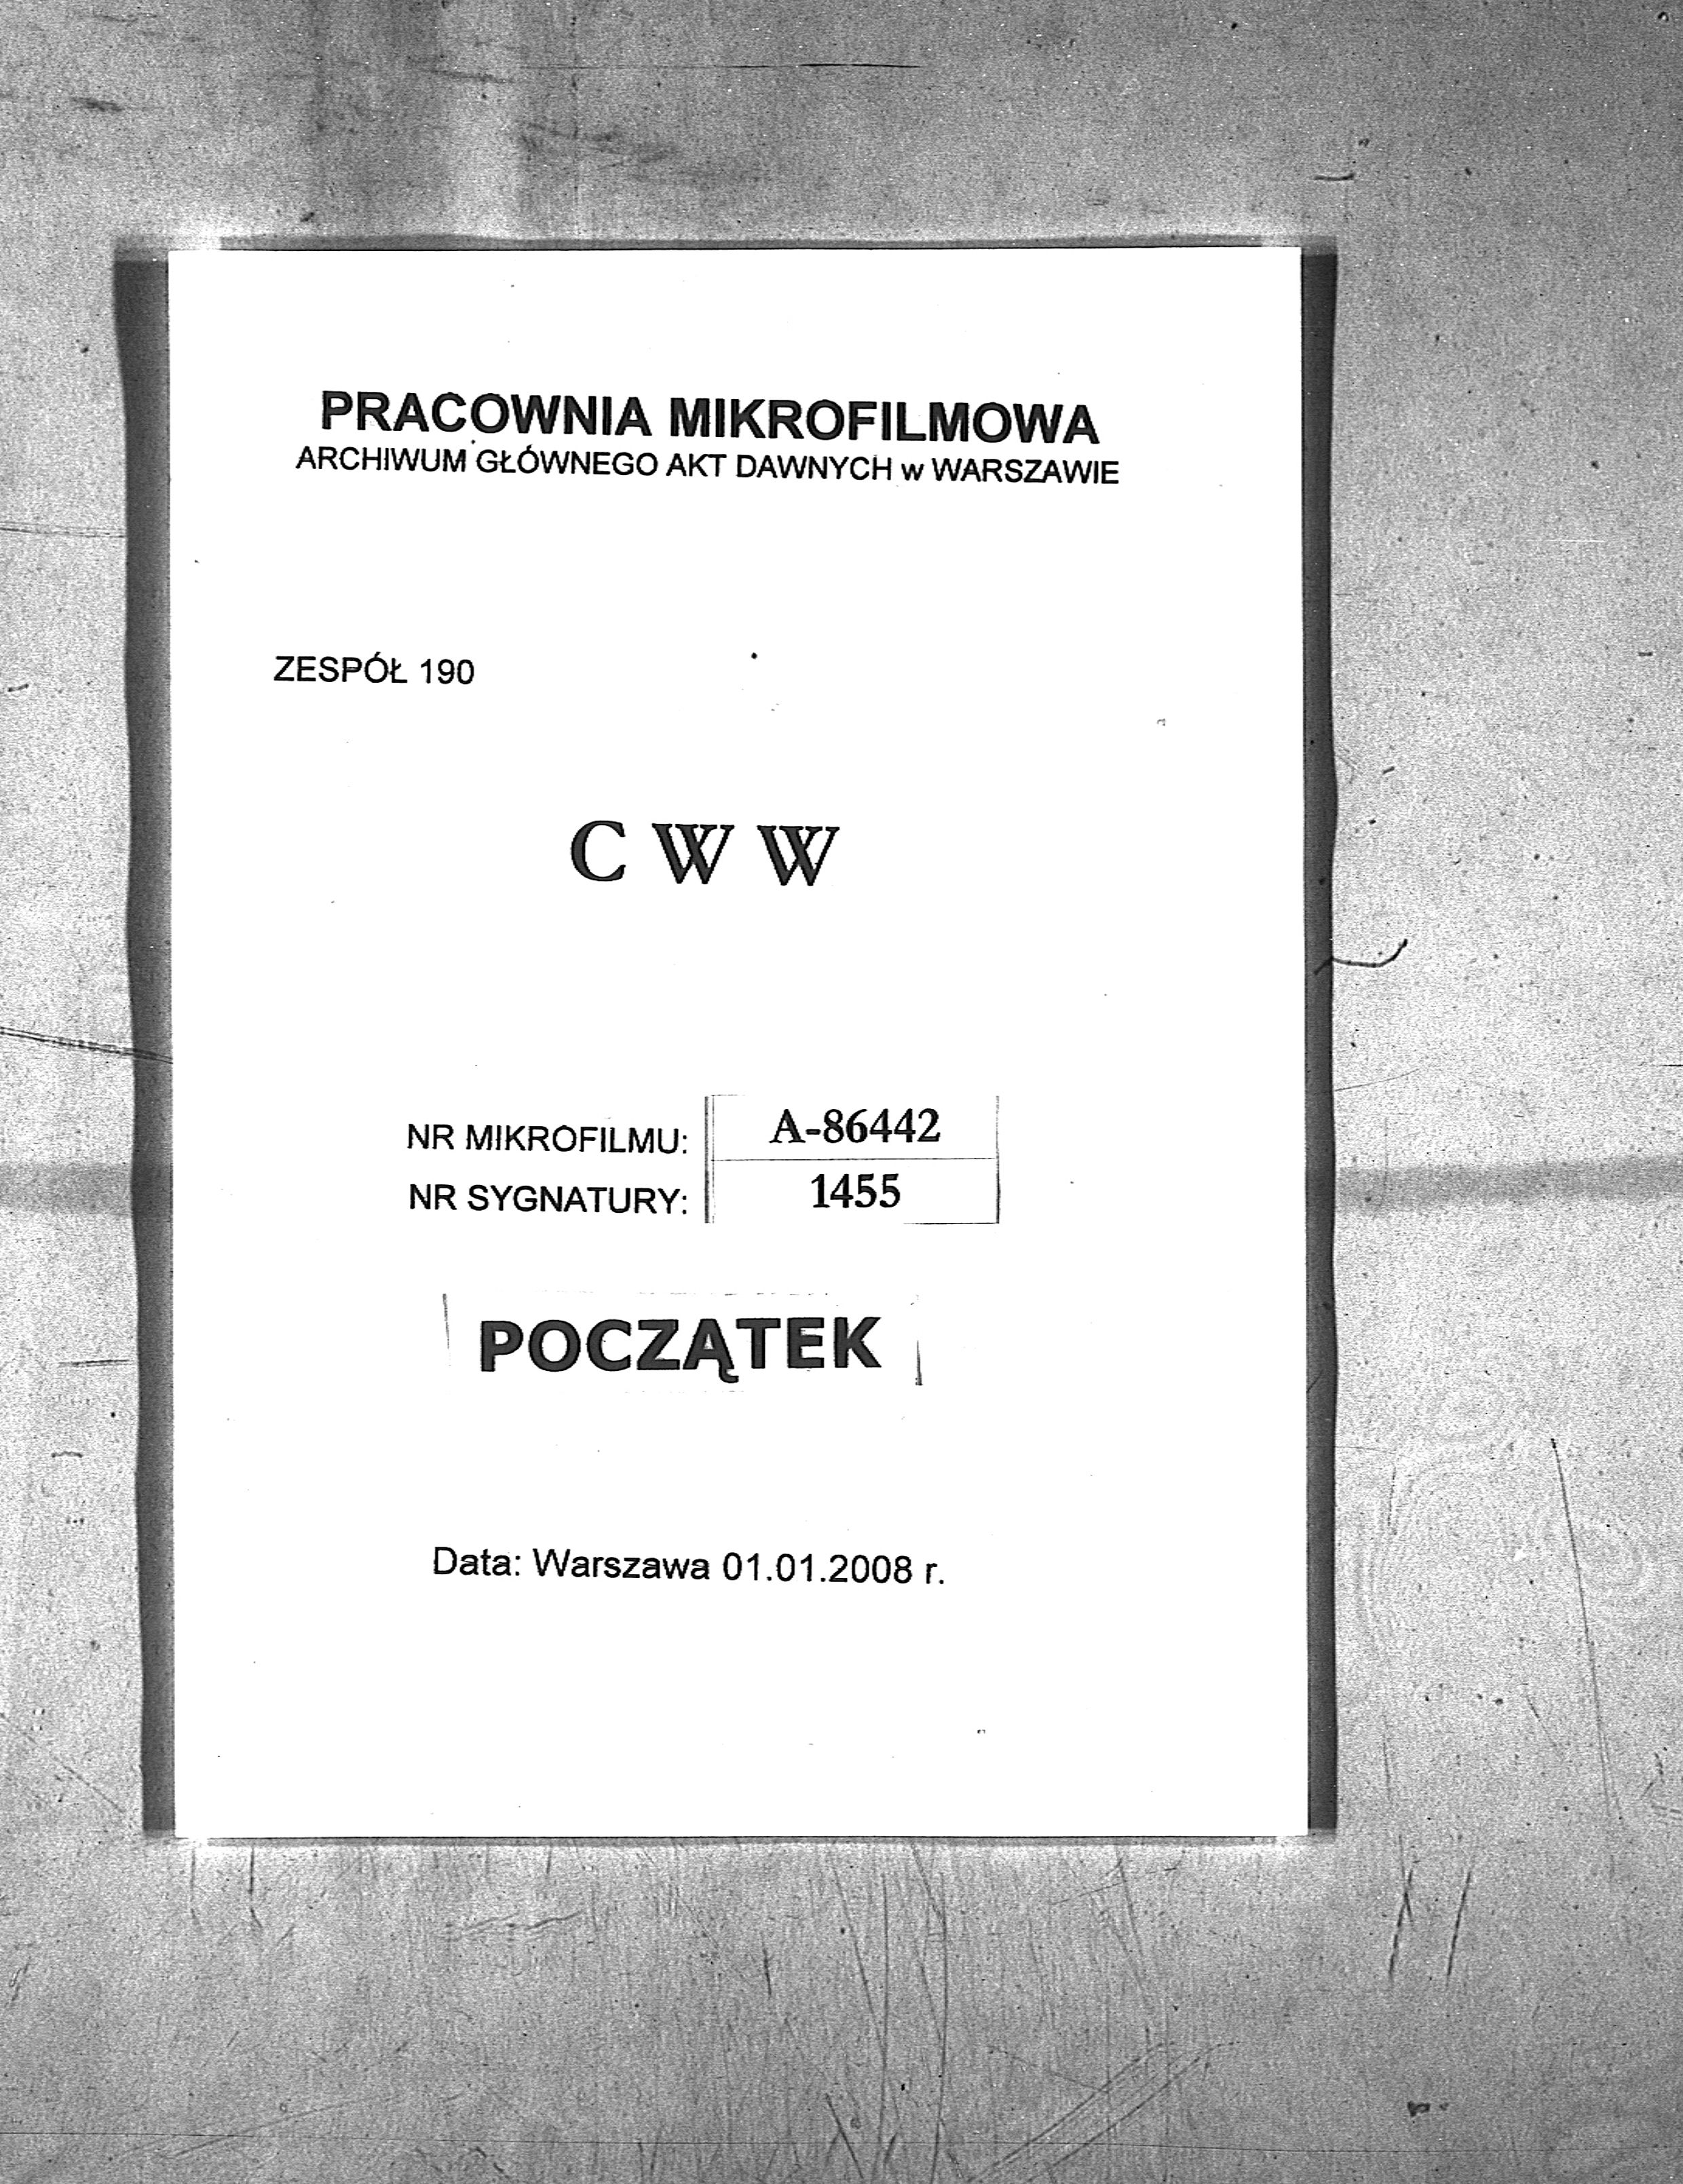 PRACOWNIA MIKROFILMOWA
ARCHIWUM GŁÓWNEGO AKT DAWNYCH w WARSZAWIE
ZESPÓŁ 190
C W W
NR MIKROFILMU: A-86442
NR SYGNATURY: 1455
POCZĄTEK
Data: Warszawa 01.01.2008 r.